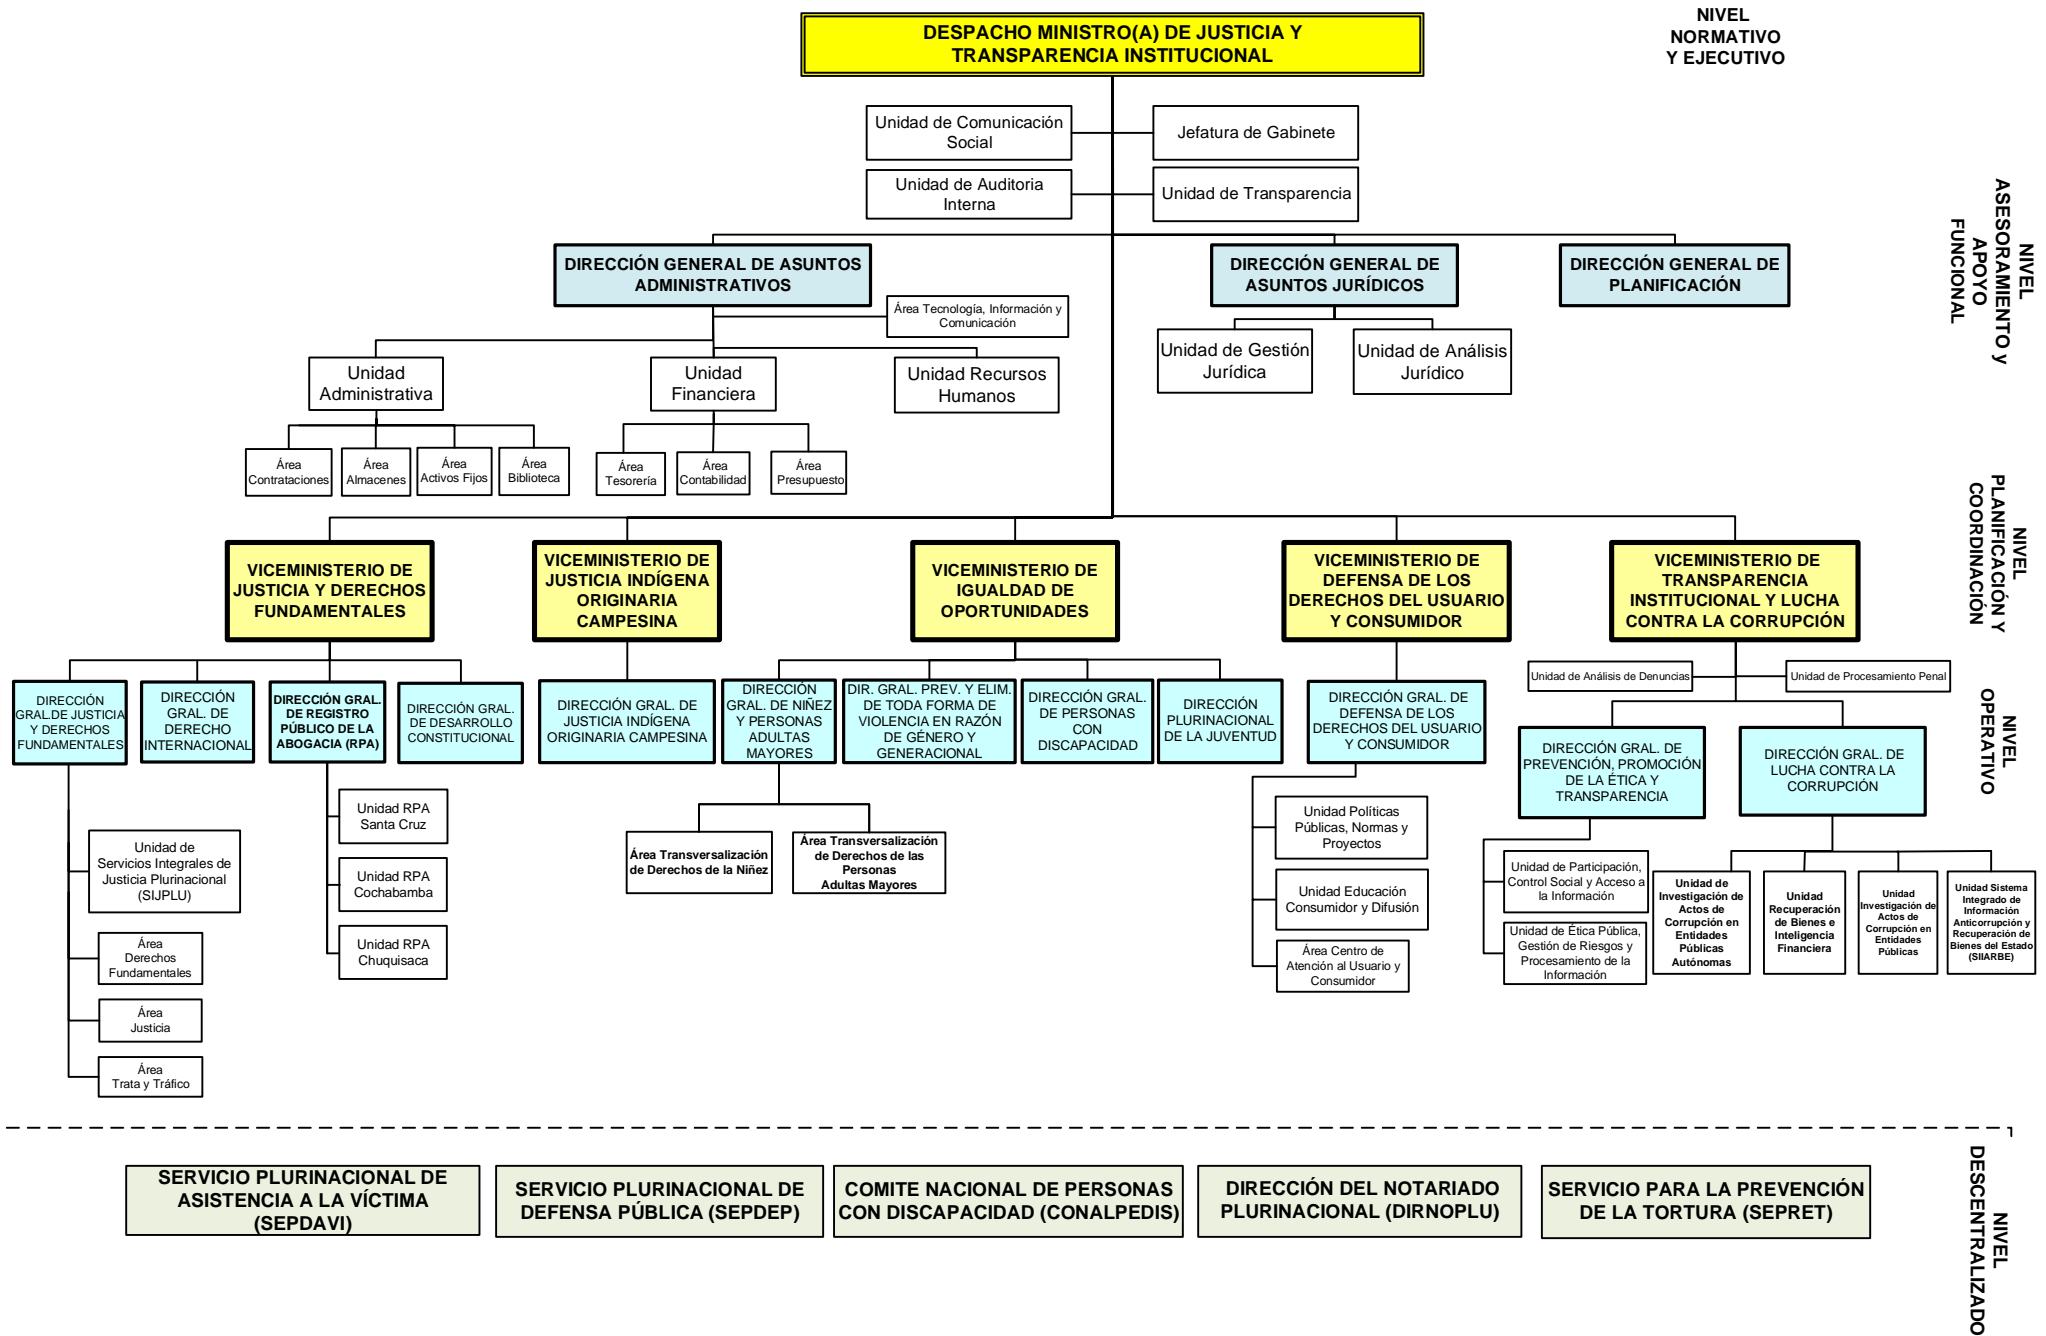 DESPACHO MINISTRO(A) DE JUSTICIA Y
TRANSPARENCIA INSTITUCIONAL
NIVEL
NORMATIVO
Y EJECUTIVO
Unidad de Comunicación
Social
Jefatura de Gabinete
Unidad de Auditoria
Interna
Unidad de Transparencia
NIVEL
ASESORAMIENTO y
APOYO
FUNCIONAL
DIRECCIÓN GENERAL DE ASUNTOS
ADMINISTRATIVOS
DIRECCIÓN GENERAL DE
ASUNTOS JURÍDICOS
DIRECCIÓN GENERAL DE
PLANIFICACIÓN
Área Tecnología, Información y
Comunicación
Unidad
Administrativa
Unidad
Financiera
Unidad Recursos
Humanos
Unidad de Gestión
Jurídica
Unidad de Análisis
Jurídico
Área
Contrataciones
Área
Almacenes
Área
Activos Fijos
Área
Biblioteca
Área
Tesorería
Área
Contabilidad
Área
Presupuesto
NIVEL
PLANIFICACIÓN Y
COORDINACIÓN
VICEMINISTERIO DE
JUSTICIA Y DERECHOS
FUNDAMENTALES
VICEMINISTERIO DE
JUSTICIA INDÍGENA
ORIGINARIA
CAMPESINA
VICEMINISTERIO DE
IGUALDAD DE
OPORTUNIDADES
VICEMINISTERIO DE
DEFENSA DE LOS
DERECHOS DEL USUARIO
Y CONSUMIDOR
VICEMINISTERIO DE
TRANSPARENCIA
INSTITUCIONAL Y LUCHA
CONTRA LA CORRUPCIÓN
Unidad de Análisis de Denuncias
Unidad de Procesamiento Penal
NIVEL
OPERATIVO
DIRECCIÓN
GRAL.DE JUSTICIA
Y DERECHOS
FUNDAMENTALES
DIRECCIÓN
GRAL. DE
DERECHO
INTERNACIONAL
DIRECCIÓN GRAL.
DE REGISTRO
PÚBLICO DE LA
ABOGACIA (RPA)
DIRECCIÓN GRAL.
DE DESARROLLO
CONSTITUCIONAL
DIRECCIÓN GRAL. DE
JUSTICIA INDÍGENA
ORIGINARIA CAMPESINA
DIRECCIÓN
GRAL. DE NIÑEZ
Y PERSONAS
ADULTAS
MAYORES
DIR. GRAL. PREV. Y ELIM.
DE TODA FORMA DE
VIOLENCIA EN RAZÓN
DE GÉNERO Y
GENERACIONAL
DIRECCIÓN GRAL.
DE PERSONAS
CON
DISCAPACIDAD
DIRECCIÓN
PLURINACIONAL
DE LA JUVENTUD
DIRECCIÓN GRAL. DE
DEFENSA DE LOS
DERECHOS DEL USUARIO
Y CONSUMIDOR
DIRECCIÓN GRAL. DE
PREVENCIÓN, PROMOCIÓN
DE LA ÉTICA Y
TRANSPARENCIA
DIRECCIÓN GRAL. DE
LUCHA CONTRA LA
CORRUPCIÓN
Unidad de
Servicios Integrales de
Justicia Plurinacional
(SIJPLU)
Área
Derechos
Fundamentales
Área
Justicia
Área
Trata y Tráfico
Unidad RPA
Santa Cruz
Unidad RPA
Cochabamba
Unidad RPA
Chuquisaca
Área Transversalización
de Derechos de la Niñez
Área Transversalización
de Derechos de las
Personas
Adultas Mayores
Unidad Políticas
Públicas, Normas y
Proyectos
Unidad Educación
Consumidor y Difusión
Área Centro de
Atención al Usuario y
Consumidor
Unidad de Participación,
Control Social y Acceso a
la Información
Unidad de Ética Pública,
Gestión de Riesgos y
Procesamiento de la
Información
Unidad de
Investigación de
Actos de
Corrupción en
Entidades
Públicas
Autónomas
Unidad
Recuperación
de Bienes e
Inteligencia
Financiera
Unidad
Investigación de
Actos de
Corrupción en
Entidades
Públicas
Unidad Sistema
Integrado de
Información
Anticorrupción y
Recuperación de
Bienes del Estado
(SIIARBE)
NIVEL
DESCENTRALIZADO
SERVICIO PLURINACIONAL DE
ASISTENCIA A LA VÍCTIMA
(SEPDAVI)
SERVICIO PLURINACIONAL DE
DEFENSA PÚBLICA (SEPDEP)
COMITE NACIONAL DE PERSONAS
CON DISCAPACIDAD (CONALPEDIS)
DIRECCIÓN DEL NOTARIADO
PLURINACIONAL (DIRNOPLU)
SERVICIO PARA LA PREVENCIÓN
DE LA TORTURA (SEPRET)